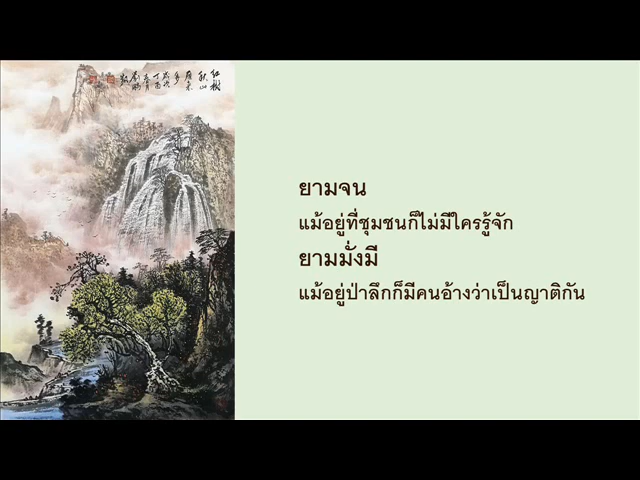 ยามจน
แม้อยู่ที่ชุมชนก็ไม่มีใครรู้จัก
ยามมั่งมี
แม้อยู่ป่าลึกก็มีคนอ้างว่าเป็นญาติกัน